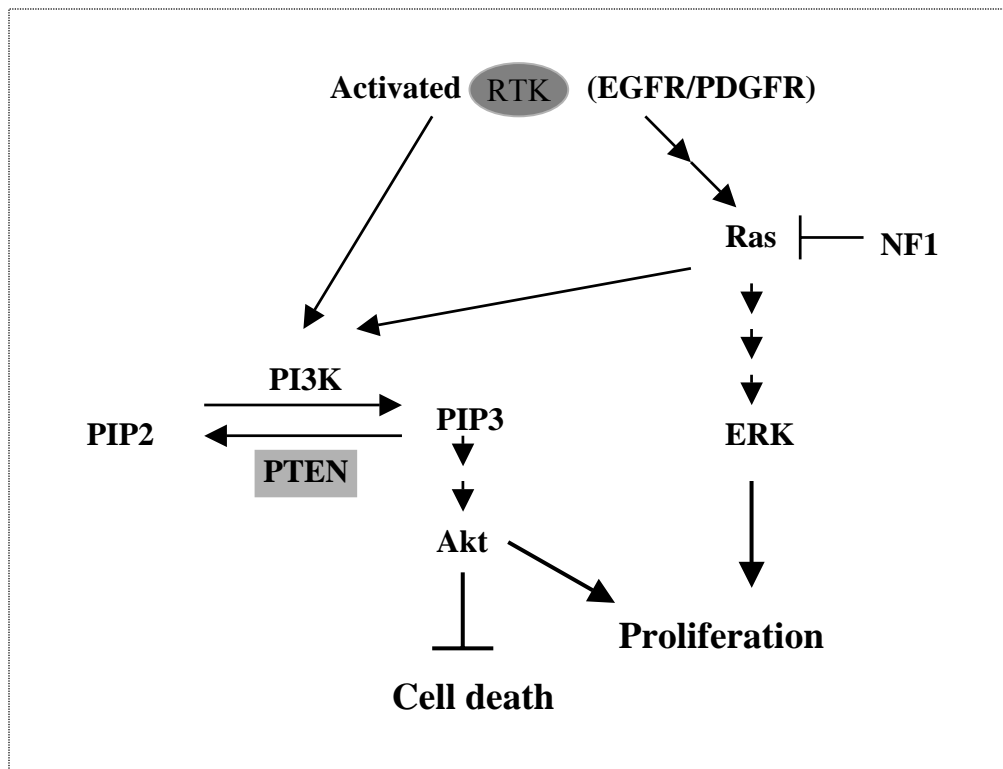 Activated RTK (EGFR/PDGFR)
Ras
NF1
PI3K
PIP2
PIP3
ERK
PTEN
Akt
Proliferation
Cell death